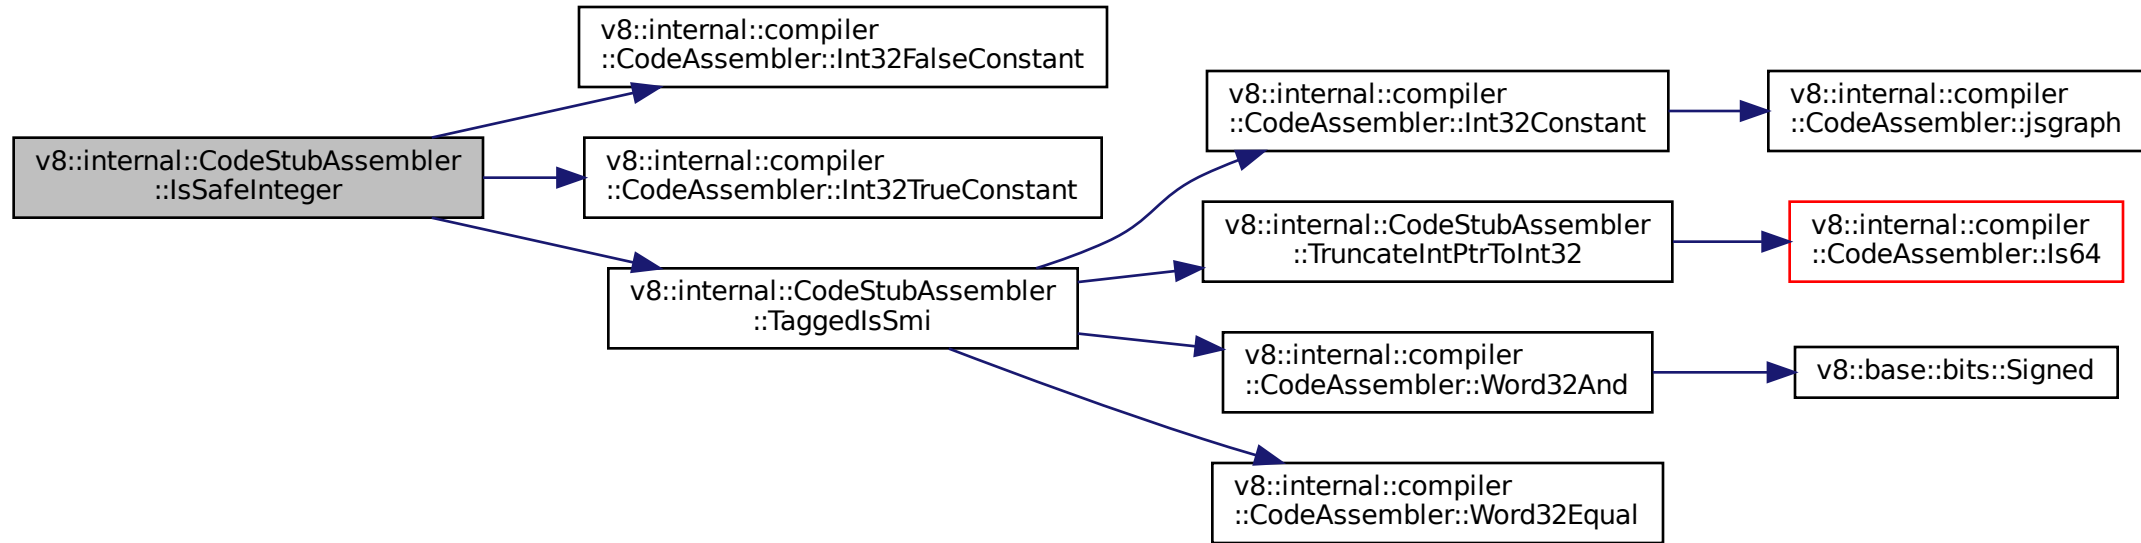 v8::internal::CodeStubAssembler
::IsSafeInteger
v8::internal::compiler
::CodeAssembler::Int32FalseConstant
v8::internal::compiler
::CodeAssembler::Int32TrueConstant
v8::internal::CodeStubAssembler
::TaggedIsSmi
v8::internal::compiler
::CodeAssembler::Int32Constant
v8::internal::compiler
::CodeAssembler::jsgraph
v8::internal::CodeStubAssembler
::TruncateIntPtrToInt32
v8::internal::compiler
::CodeAssembler::Is64
v8::internal::compiler
::CodeAssembler::Word32And
v8::base::bits::Signed
v8::internal::compiler
::CodeAssembler::Word32Equal